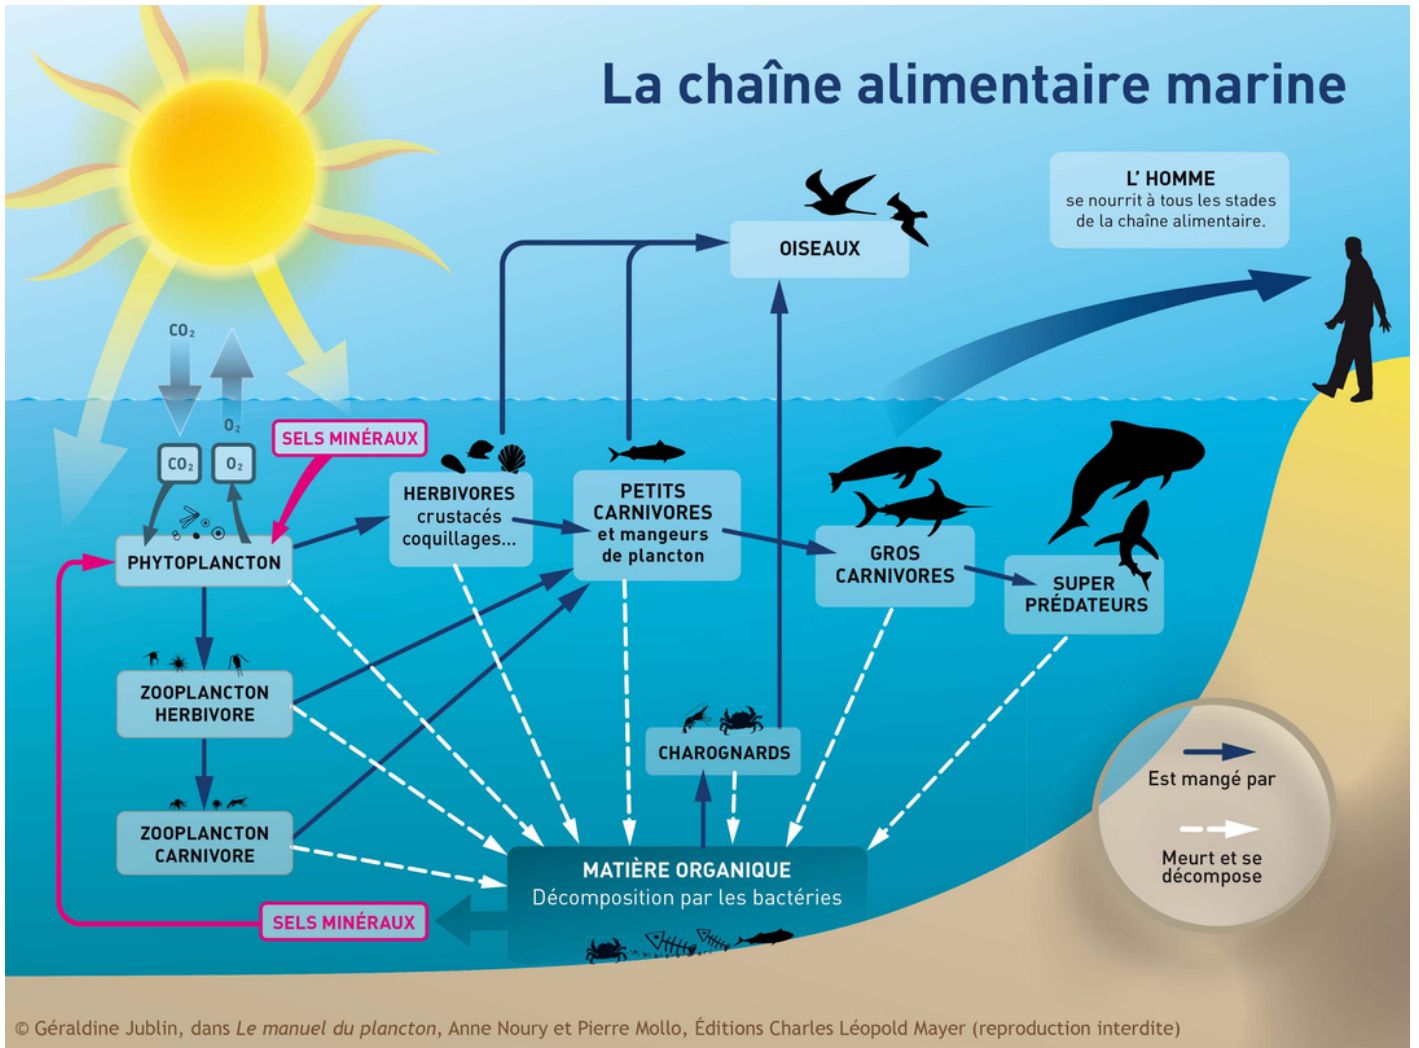 La chaîne alimentaire marine
L' HOMME
se nourrit à tous les stades
de la chaîne alimentaire.
OISEAUX
CO₂
O₂
CO₂
O₂
SELS MINÉRAUX
HERBIVORES
crustacés
coquillages...
PETITS
CARNIVORES
et mangeurs
de plancton
PHYTOPLANCTON
GROS
CARNIVORES
SUPER
PRÉDATEURS
ZOOPLANCTON
HERBIVORE
CHAROGNARDS
Est mangé par
ZOOPLANCTON
CARNIVORE
Meurt et se
décompose
MATIÈRE ORGANIQUE
Décomposition par les bactéries
SELS MINÉRAUX
© Géraldine Jublin, dans Le manuel du plancton, Anne Noury et Pierre Mollo, Éditions Charles Léopold Mayer (reproduction interdite)